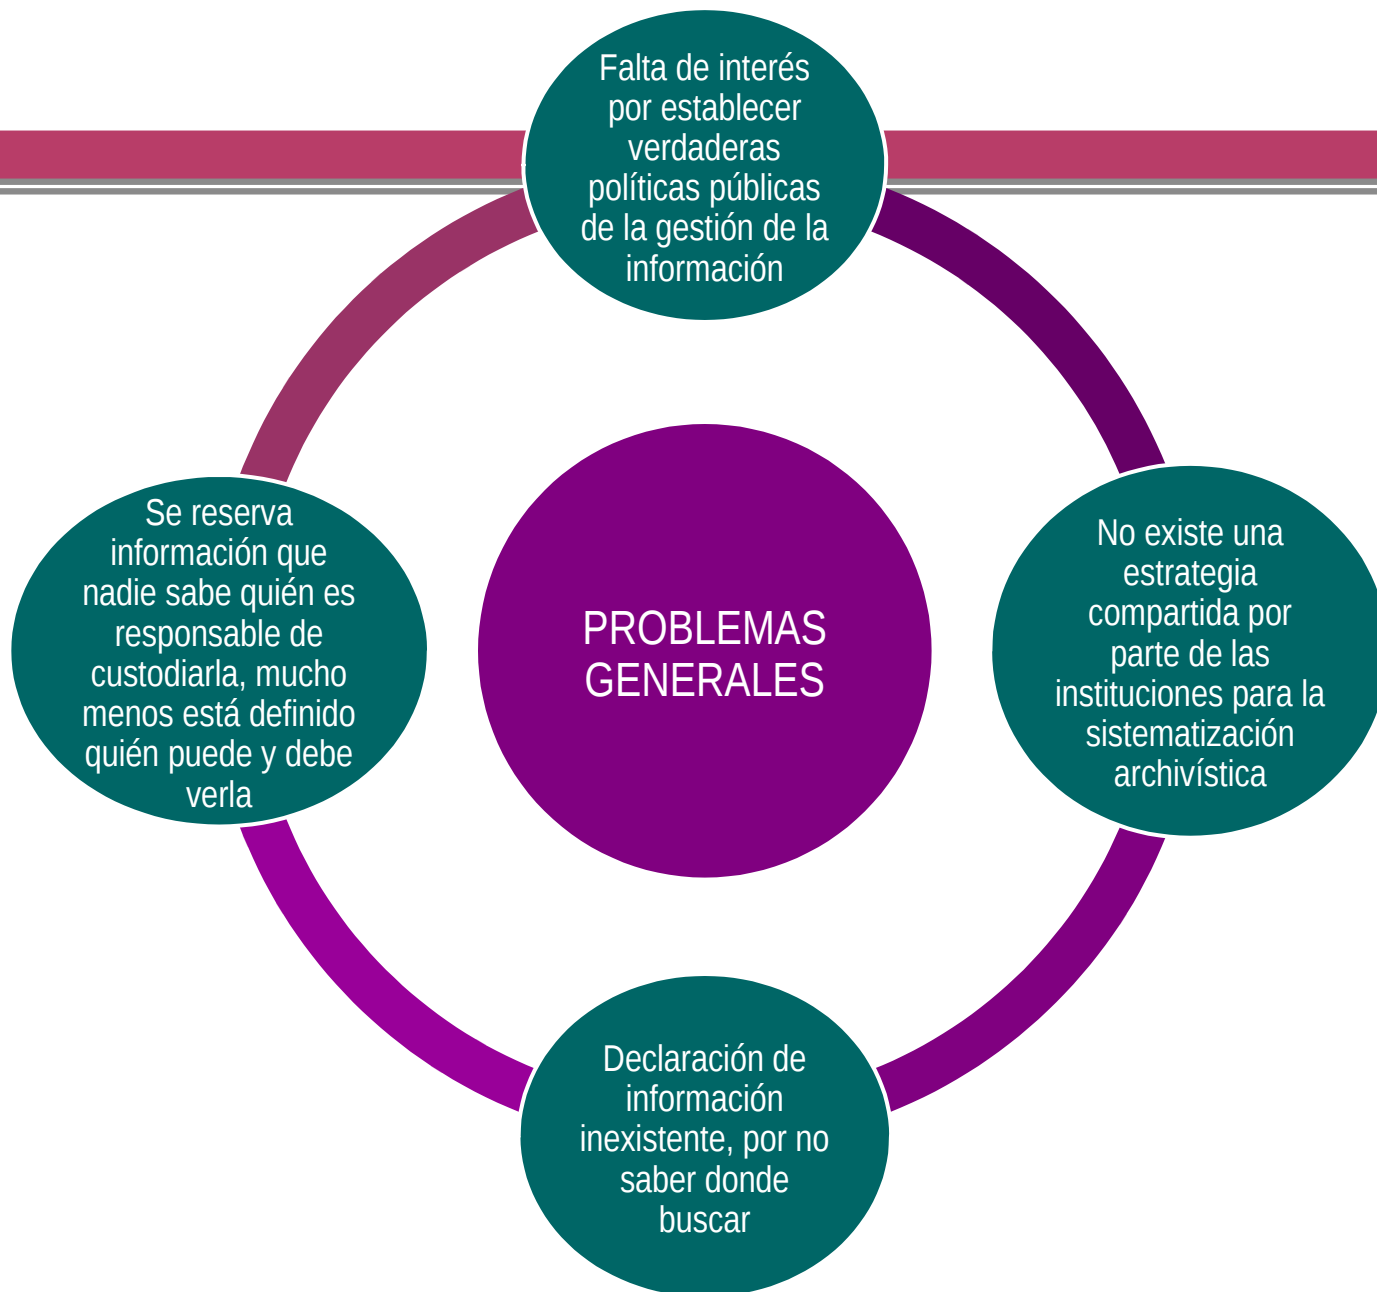 Falta de interés
por establecer
verdaderas
políticas públicas
de la gestión de la
información
Se reserva
información que
nadie sabe quién es
responsable de
custodiarla, mucho
menos está definido
quién puede y debe
verla
PROBLEMAS
GENERALES
No existe una
estrategia
compartida por
parte de las
instituciones para la
sistematización
archivística
Declaración de
información
inexistente, por no
saber donde
buscar